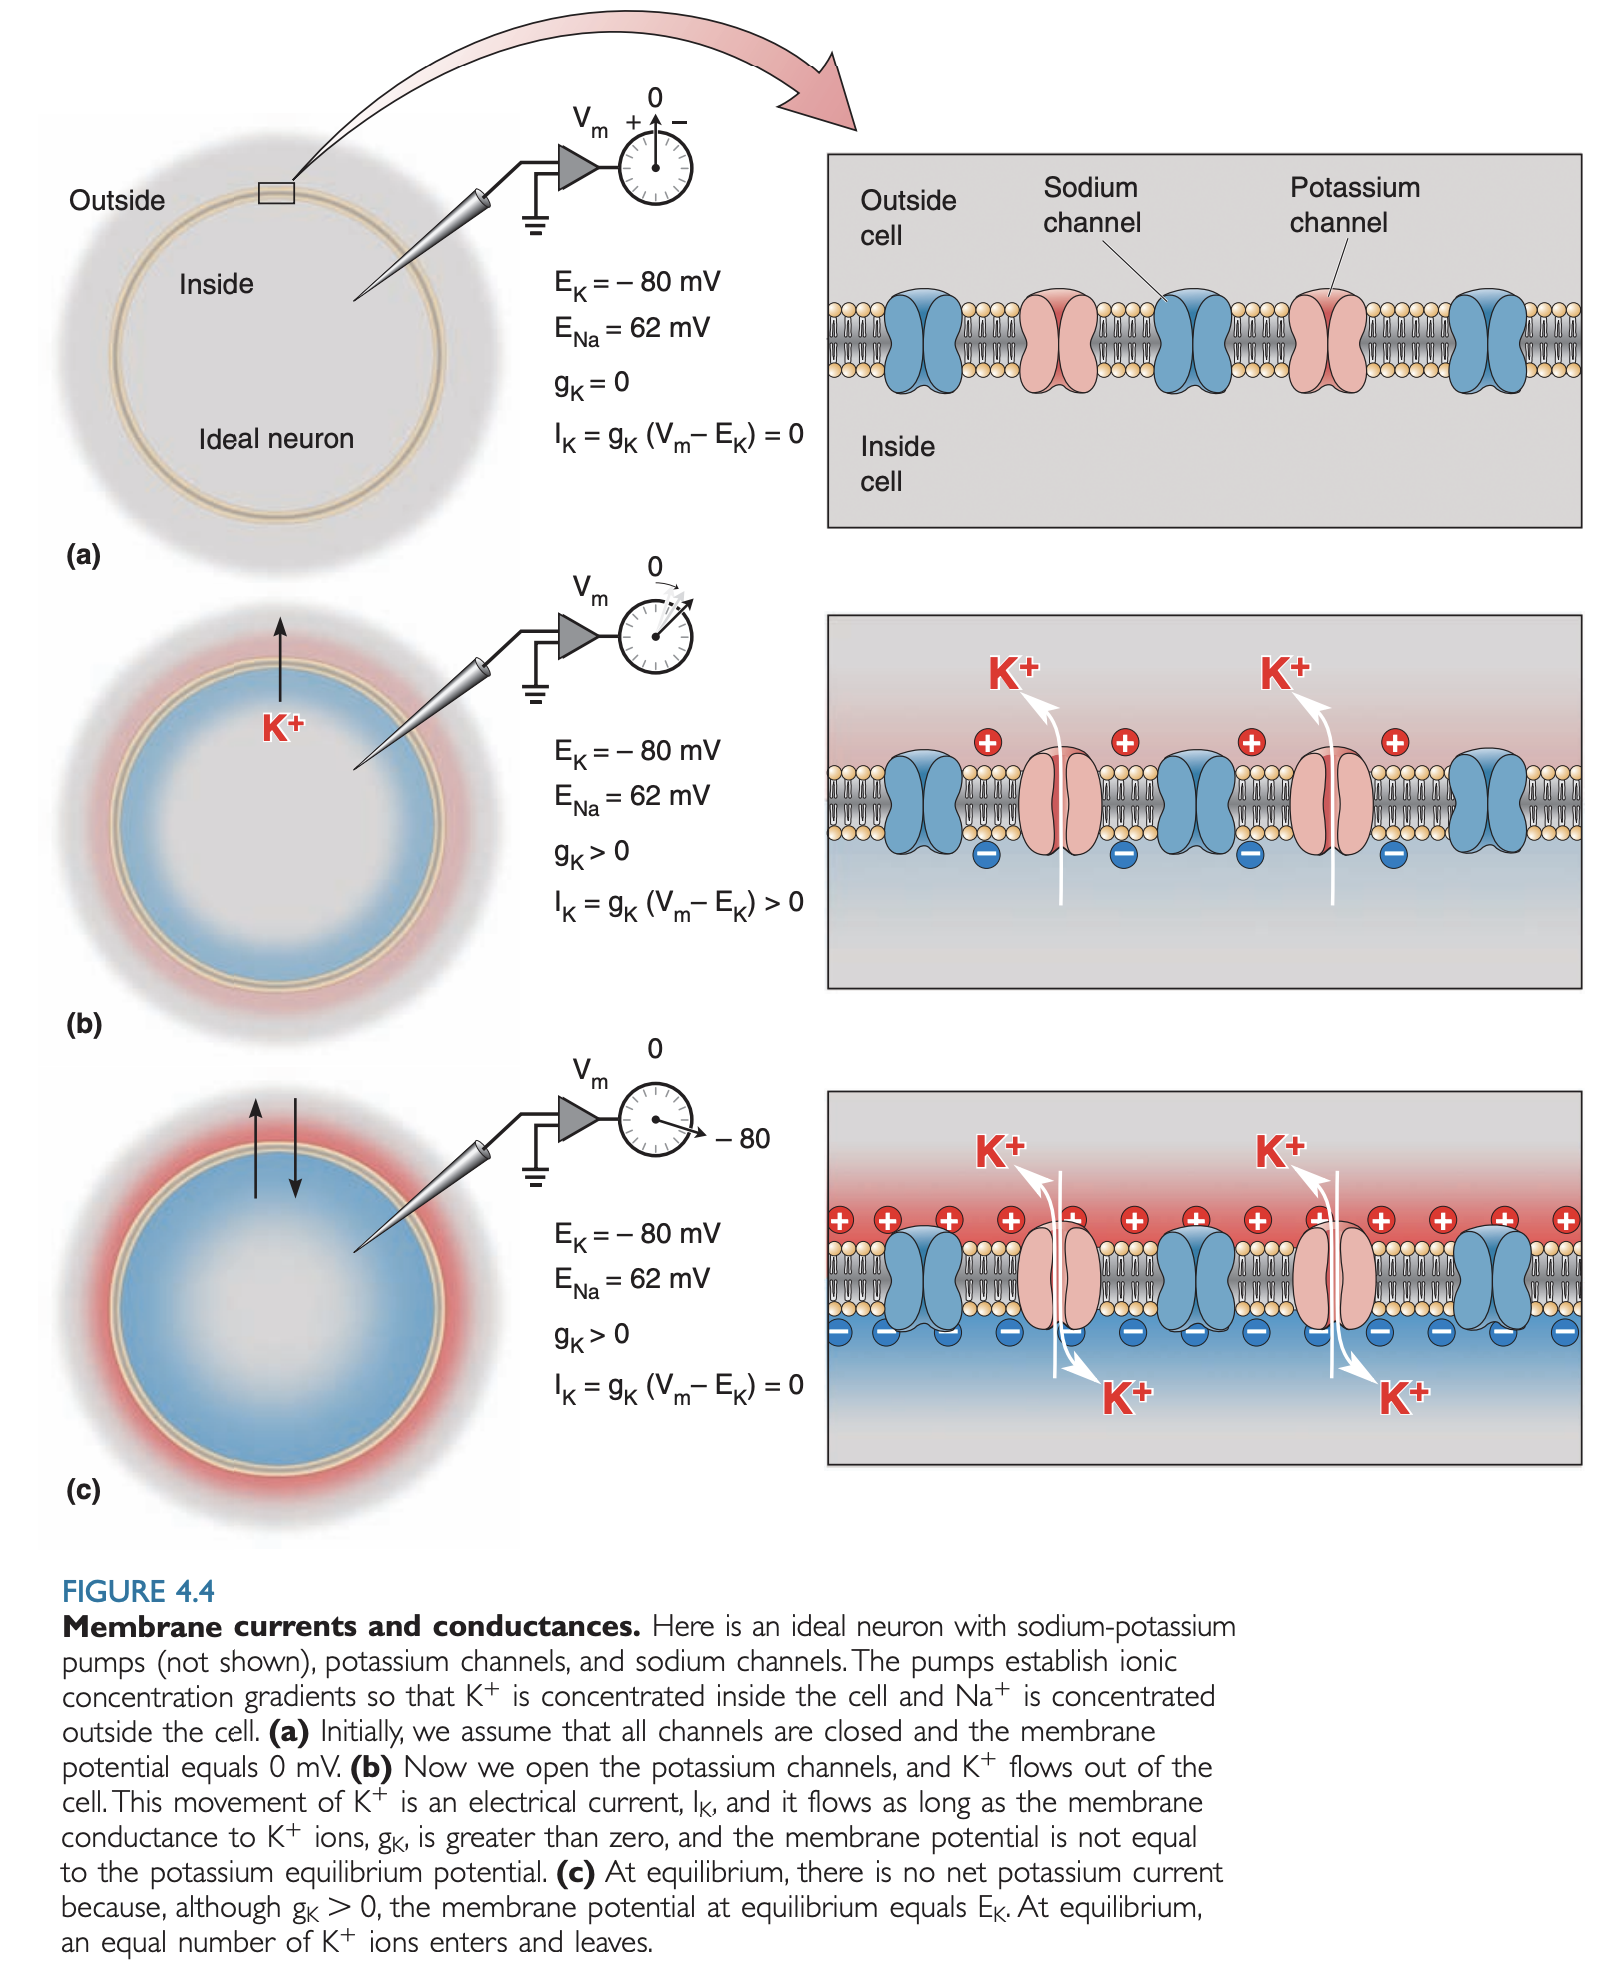 Outside
Inside
Ideal neuron
V_m
0
+ −
E_K = − 80 mV
E_Na = 62 mV
g_K = 0
I_K = g_K (V_m− E_K) = 0
Outside
cell
Sodium
channel
Potassium
channel
Inside
cell
(a)
K⁺
V_m
0
E_K = − 80 mV
E_Na = 62 mV
g_K > 0
I_K = g_K (V_m− E_K) > 0
K⁺ K⁺
+ + + +
− − − −
(b)
V_m
0
− 80
E_K = − 80 mV
E_Na = 62 mV
g_K > 0
I_K = g_K (V_m− E_K) = 0
K⁺ K⁺
+ + + + + + + + + + + + +
− − − − − − − − − − − − −
K⁺ K⁺
(c)
FIGURE 4.4
Membrane currents and conductances. Here is an ideal neuron with sodium-potassium
pumps (not shown), potassium channels, and sodium channels. The pumps establish ionic
concentration gradients so that K⁺ is concentrated inside the cell and Na⁺ is concentrated
outside the cell. (a) Initially, we assume that all channels are closed and the membrane
potential equals 0 mV. (b) Now we open the potassium channels, and K⁺ flows out of the
cell. This movement of K⁺ is an electrical current, I_K, and it flows as long as the membrane
conductance to K⁺ ions, g_K, is greater than zero, and the membrane potential is not equal
to the potassium equilibrium potential. (c) At equilibrium, there is no net potassium current
because, although g_K > 0, the membrane potential at equilibrium equals E_K. At equilibrium,
an equal number of K⁺ ions enters and leaves.